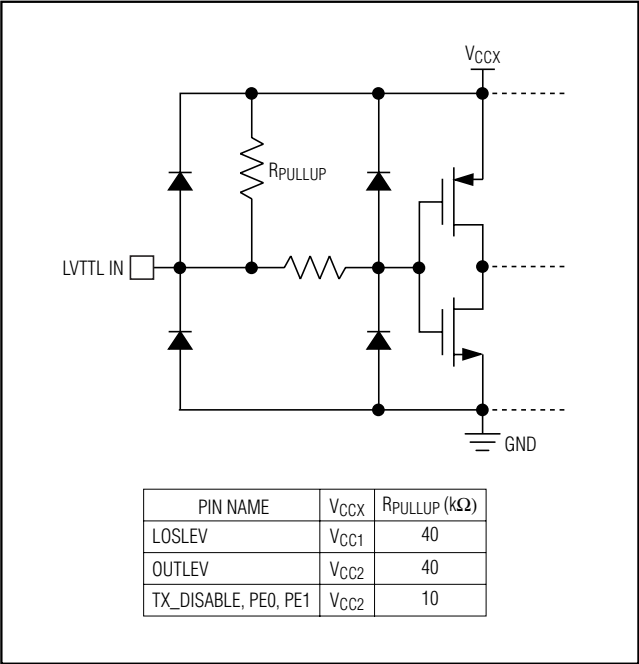 VCCX
RPULLUP
LVTTL IN
GND
PIN NAME VCCX RPULLUP (kΩ)
LOSLEV VCC1 40
OUTLEV VCC2 40
TX_DISABLE, PE0, PE1 VCC2 10